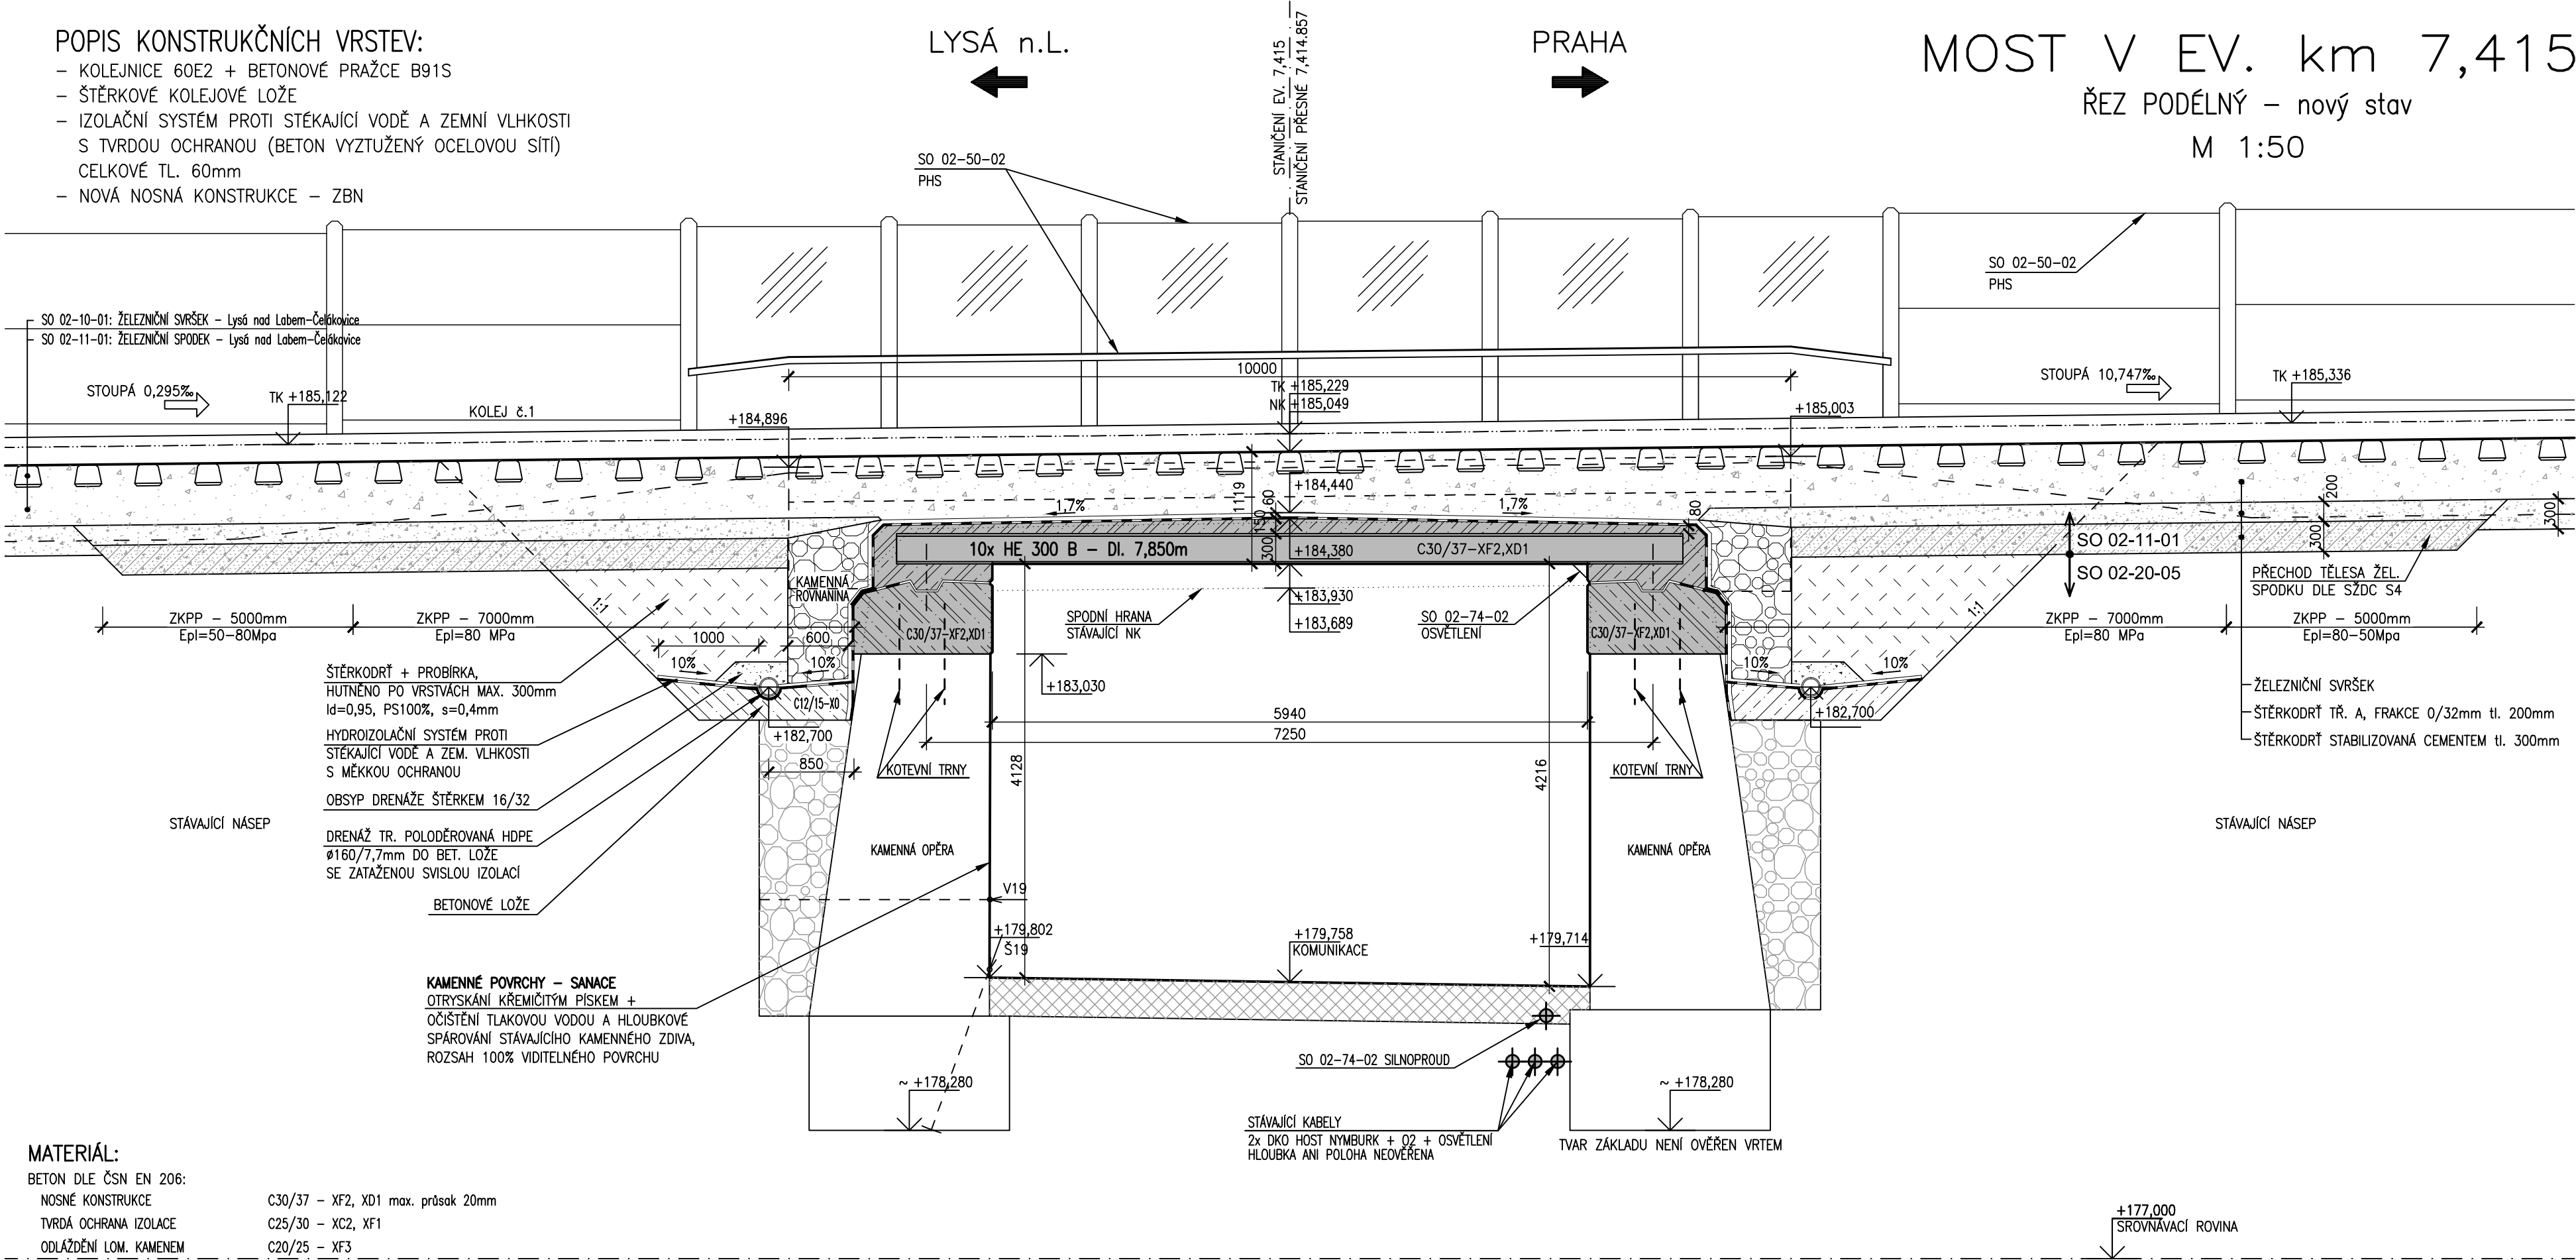 POPIS KONSTRUKČNÍCH VRSTEV:
- KOLEJNICE 60E2 + BETONOVÉ PRAŽCE B91S
- ŠTĚRKOVÉ KOLEJOVÉ LOŽE
- IZOLAČNÍ SYSTÉM PROTI STÉKAJÍCÍ VODĚ A ZEMNÍ VLHKOSTI
S TVRDOU OCHRANOU (BETON VYZTUŽENÝ OCELOVOU SÍTÍ)
CELKOVÉ TL. 60mm
- NOVÁ NOSNÁ KONSTRUKCE - ZBN
LYSÁ n.L.
STANIČENÍ EV. 7,415
STANIČENÍ PŘESNÉ 7,414.857
PRAHA
MOST V EV. km 7,415
ŘEZ PODÉLNÝ - nový stav
M 1:50
SO 02-50-02
PHS
SO 02-50-02
PHS
SO 02-10-01: ŽELEZNIČNÍ SVRŠEK - Lysá nad Labem-Čelákovice
SO 02-11-01: ŽELEZNIČNÍ SPODEK - Lysá nad Labem-Čelákovice
STOUPÁ 0,295‰
TK +185,122
KOLEJ č.1
10000
TK +185,229
NK +185,049
+184,896
+185,003
STOUPÁ 10,747‰
TK +185,336
1,7%
1119
60
150
300
+184,440
1,7%
80
200
300
300
10x HE 300 B - Dl. 7,850m
+184,380
C30/37-XF2,XD1
SO 02-11-01
SO 02-20-05
PŘECHOD TĚLESA ŽEL.
SPODKU DLE SŽDC S4
1:1
KAMENNÁ
ROVNANINA
+183,930
+183,689
SPODNÍ HRANA
STÁVAJÍCÍ NK
SO 02-74-02
OSVĚTLENÍ
1:1
ZKPP - 5000mm
Epl=50-80Mpa
ZKPP - 7000mm
Epl=80 MPa
ZKPP - 7000mm
Epl=80 MPa
ZKPP - 5000mm
Epl=80-50Mpa
1000
600
C30/37-XF2,XD1
C30/37-XF2,XD1
10%
10%
10%
10%
ŠTĚRKODRŤ + PROBÍRKA,
HUTNĚNO PO VRSTVÁCH MAX. 300mm
Id=0,95, PS100%, s=0,4mm
C12/15-X0
+183,030
+182,700
+182,700
ŽELEZNIČNÍ SVRŠEK
ŠTĚRKODRŤ TŘ. A, FRAKCE 0/32mm tl. 200mm
ŠTĚRKODRŤ STABILIZOVANÁ CEMENTEM tl. 300mm
HYDROIZOLAČNÍ SYSTÉM PROTI
STÉKAJÍCÍ VODĚ A ZEM. VLHKOSTI
S MĚKKOU OCHRANOU
5940
7250
850
4128
4216
KOTEVNÍ TRNY
KOTEVNÍ TRNY
OBSYP DRENÁŽE ŠTĚRKEM 16/32
STÁVAJÍCÍ NÁSEP
STÁVAJÍCÍ NÁSEP
DRENÁŽ TR. POLODĚROVANÁ HDPE
ø160/7,7mm DO BET. LOŽE
SE ZATAŽENOU SVISLOU IZOLACÍ
KAMENNÁ OPĚRA
KAMENNÁ OPĚRA
BETONOVÉ LOŽE
V19
+179,802
Š19
+179,758
KOMUNIKACE
+179,714
KAMENNÉ POVRCHY - SANACE
OTRYSKÁNÍ KŘEMIČITÝM PÍSKEM +
OČIŠTĚNÍ TLAKOVOU VODOU A HLOUBKOVÉ
SPÁROVÁNÍ STÁVAJÍCÍHO KAMENNÉHO ZDIVA,
ROZSAH 100% VIDITELNÉHO POVRCHU
SO 02-74-02 SILNOPROUD
~ +178,280
~ +178,280
STÁVAJÍCÍ KABELY
2x DKO HOST NYMBURK + O2 + OSVĚTLENÍ
HLOUBKA ANI POLOHA NEOVĚŘENA
TVAR ZÁKLADU NENÍ OVĚŘEN VRTEM
MATERIÁL:
BETON DLE ČSN EN 206:
NOSNÉ KONSTRUKCE C30/37 - XF2, XD1 max. průsak 20mm
TVRDÁ OCHRANA IZOLACE C25/30 - XC2, XF1
ODLÁŽDĚNÍ LOM. KAMENEM C20/25 - XF3
+177,000
SROVNÁVACÍ ROVINA